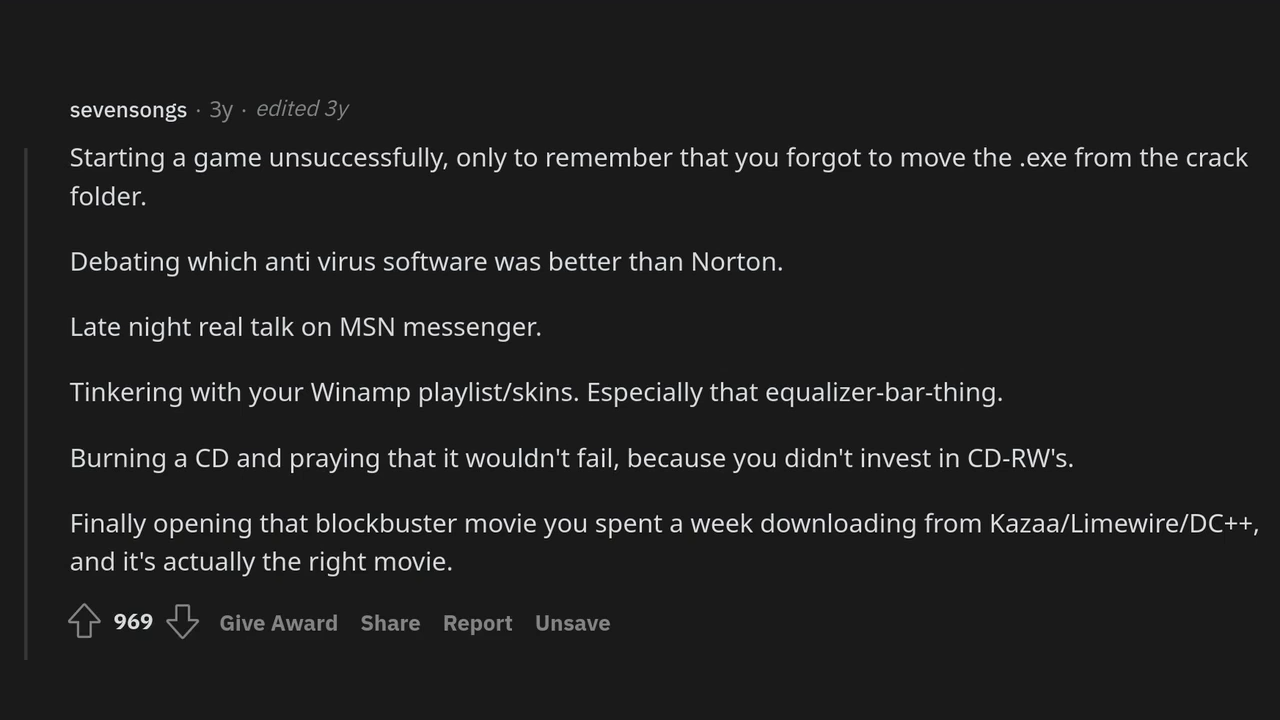 sevensongs · 3y · edited 3y
Starting a game unsuccessfully, only to remember that you forgot to move the .exe from the crack
folder.
Debating which anti virus software was better than Norton.
Late night real talk on MSN messenger.
Tinkering with your Winamp playlist/skins. Especially that equalizer-bar-thing.
Burning a CD and praying that it wouldn't fail, because you didn't invest in CD-RW's.
Finally opening that blockbuster movie you spent a week downloading from Kazaa/Limewire/DC++,
and it's actually the right movie.
969 Give Award Share Report Unsave